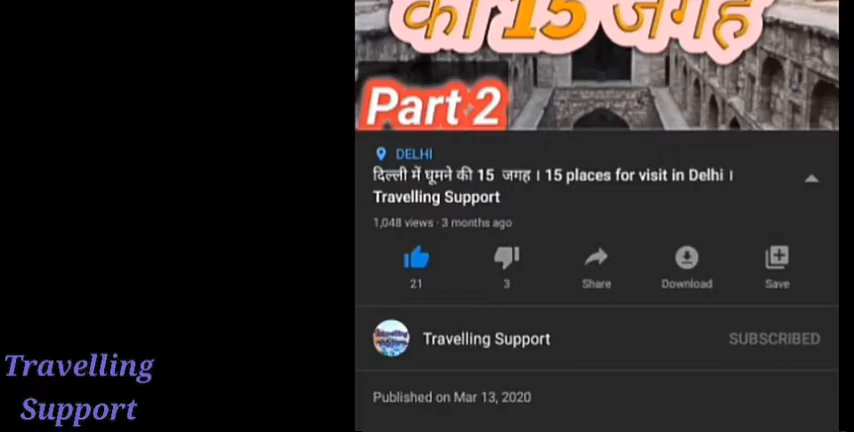 की 15 जगह
Part 2
DELHI
दिल्ली में घूमने की 15 जगह । 15 places for visit in Delhi ।
Travelling Support
1,048 views · 3 months ago
21
3
Share
Download
Save
Travelling Support
SUBSCRIBED
Published on Mar 13, 2020
Travelling
Support